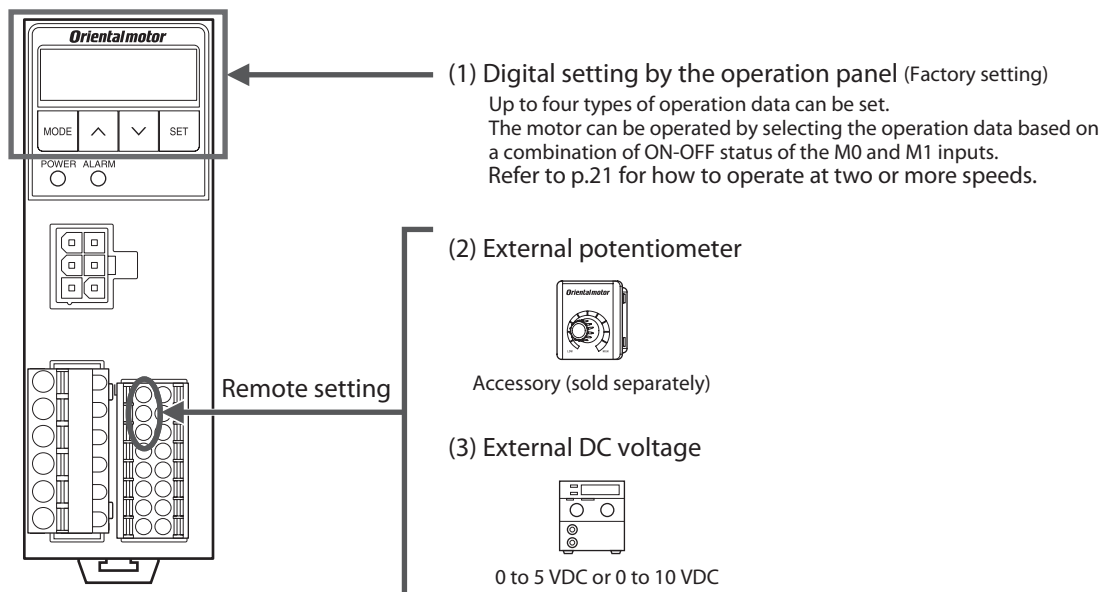 Orientalmotor
MODE
SET
POWER ALARM
(1) Digital setting by the operation panel (Factory setting)
Up to four types of operation data can be set.
The motor can be operated by selecting the operation data based on
a combination of ON-OFF status of the M0 and M1 inputs.
Refer to p.21 for how to operate at two or more speeds.
Remote setting
(2) External potentiometer
Orientalmotor
LOW
HIGH
Accessory (sold separately)
(3) External DC voltage
0 to 5 VDC or 0 to 10 VDC